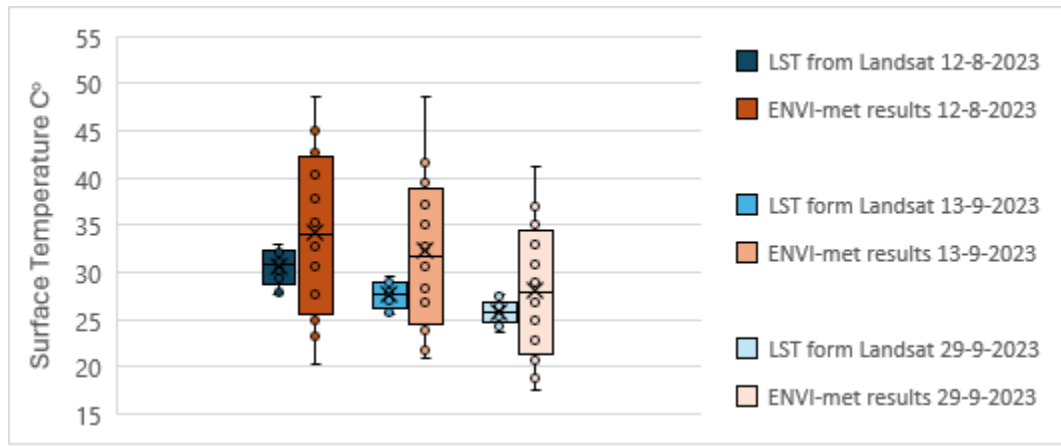 55
50
45
40
35
30
25
20
15
Surface Temperature C°
LST from Landsat 12-8-2023
ENVI-met results 12-8-2023
LST form Landsat 13-9-2023
ENVI-met results 13-9-2023
LST form Landsat 29-9-2023
ENVI-met results 29-9-2023